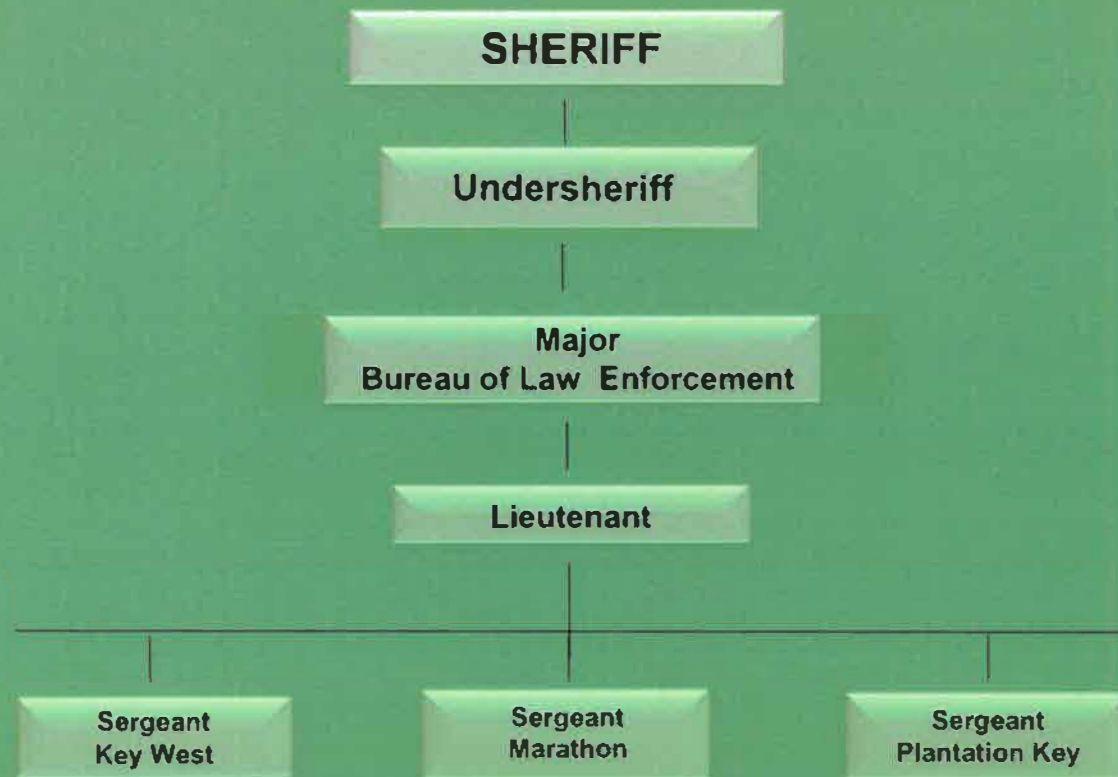 SHERIFF
Undersheriff
Major
Bureau of Law Enforcement
Lieutenant
Sergeant
Key West
Sergeant
Marathon
Sergeant
Plantation Key